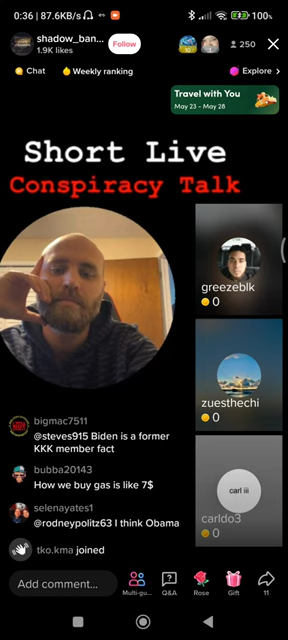 0:36 | 87.6KB/s
100%
shadow_ban...
1.9K likes
Follow
10
250
Chat
Weekly ranking
Explore >
Travel with You
May 23 - May 28
Short Live
Conspiracy Talk
greezeblk
0
zuesthechi
0
carl iii
carldo3
0
bigmac7511
@steves915 Biden is a former
KKK member fact
bubba20143
How we buy gas is like 7$
selenayates1
@rodneypolitz63 I think Obama
tko.kma joined
Add comment...
Multi-gu...
Q&A
Rose
Gift
11